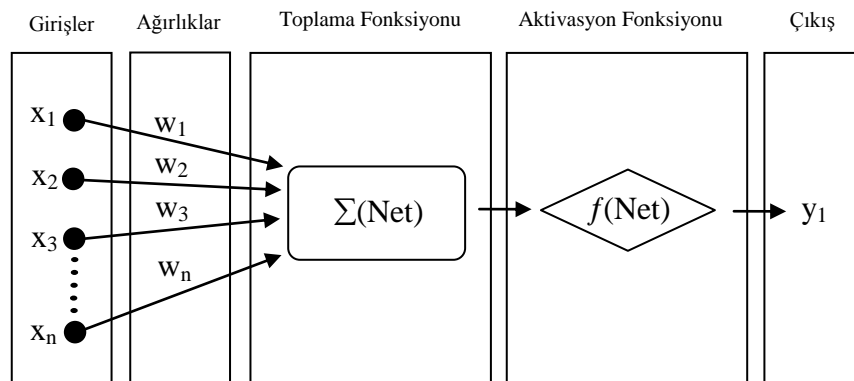 Girişler Ağırlıklar Toplama Fonksiyonu Aktivasyon Fonksiyonu Çıkış
x1 w1
x2 w2
x3 w3
xn wn
∑(Net)
f(Net)
y1